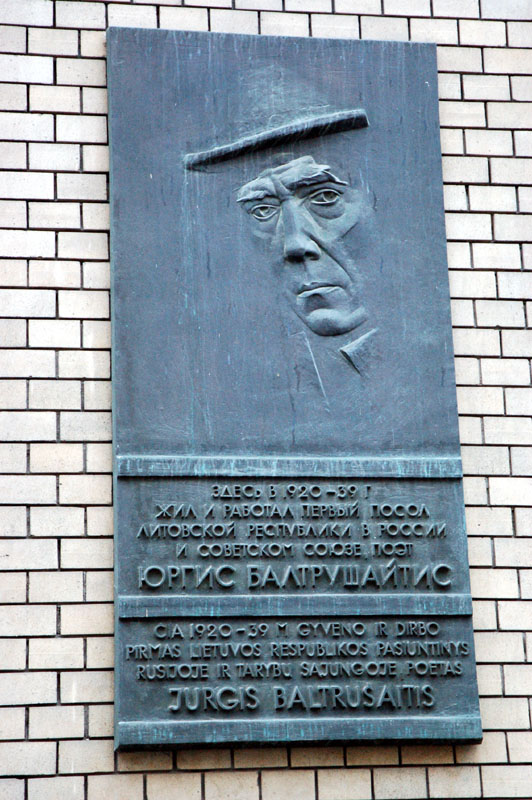 ЗДЕСЬ В 1920-39 Г
ЖИЛ И РАБОТАЛ ПЕРВЫЙ ПОСОЛ
ЛИТОВСКОЙ РЕСПУБЛИКИ В РОССИИ
И СОВЕТСКОМ СОЮЗЕ ПОЭТ
ЮРГИС БАЛТРУШАЙТИС
ČIA 1920-39 M GYVENO IR DIRBO
PIRMAS LIETUVOS RESPUBLIKOS PASIUNTINYS
RUSIJOJE IR TARYBŲ SĄJUNGOJE POETAS
JURGIS BALTRUŠAITIS